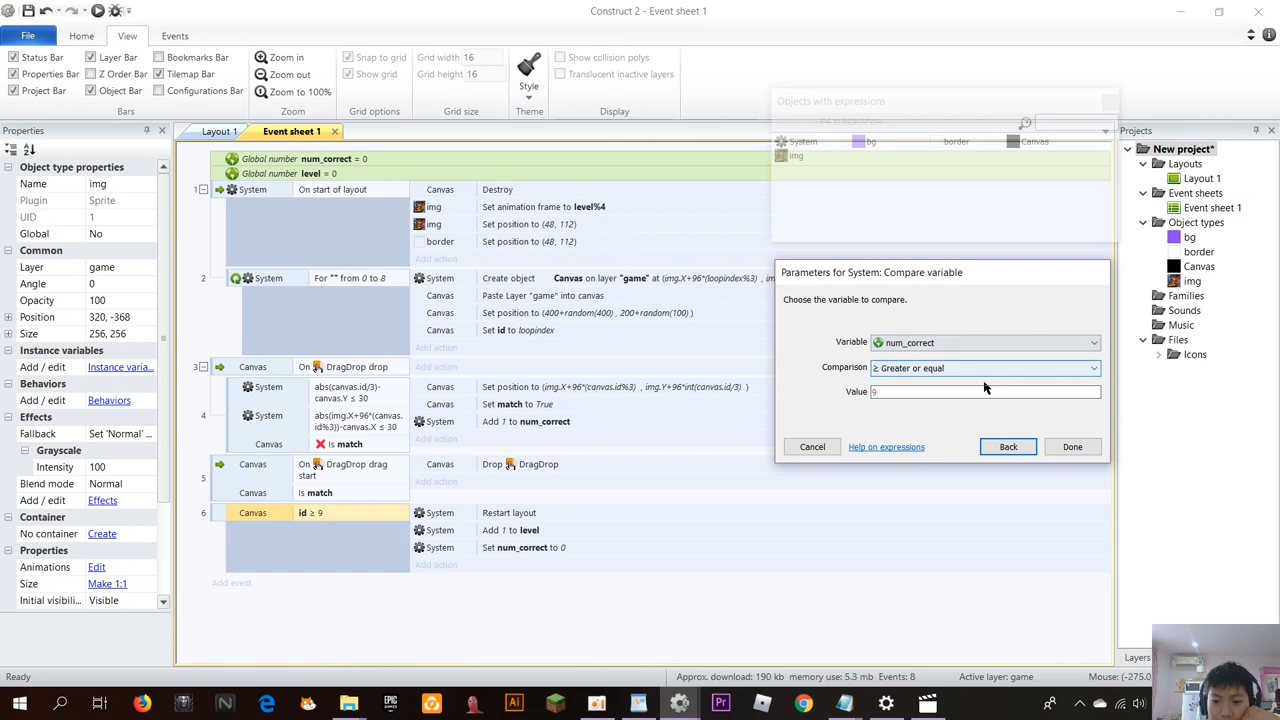 Construct 2 - Event sheet 1
File Home View Events
Status Bar Layer Bar Bookmarks Bar
Properties Bar Z Order Bar Tilemap Bar
Project Bar Object Bar Configurations Bar
Bars
Zoom in
Zoom out
Zoom to 100%
Zoom
Snap to grid
Show grid
Grid options
Grid width 16
Grid height 16
Grid size
Style
Theme
Show collision polys
Translucent inactive layers
Display
Properties
Object type properties
Name img
Plugin Sprite
UID 1
Global No
Common
Layer game
Angle 0
Opacity 100
Position 320, -368
Size 256, 256
Instance variables
Add / edit Instance varia...
Behaviors
Add / edit Behaviors
Effects
Fallback Set 'Normal' ...
Grayscale
Intensity 100
Blend mode Normal
Add / edit Effects
Container
No container Create
Properties
Animations Edit
Size Make 1:1
Initial visibili... Visible
Layout 1 Event sheet 1
Global number num_correct = 0
Global number level = 0
1 System On start of layout Canvas Destroy
img Set animation frame to level%4
img Set position to (48, 112)
border Set position to (48, 112)
Add action
2 System For "" from 0 to 8 System Create object Canvas on layer "game" at (img.X+96*(loopindex%3) , im
Canvas Paste Layer "game" into canvas
Canvas Set position to (400+random(400) , 200+random(100) )
Canvas Set id to loopindex
Add action
3 Canvas On DragDrop drop Add action
4 System abs(canvas.id/3)-
canvas.Y ≤ 30
System abs(img.X+96*(canvas.
id%3))-canvas.X ≤ 30
Canvas Is match
System Set position to (img.X+96*(canvas.id%3) , img.Y+96*int(canvas.id/3) )
Canvas Set match to True
System Add 1 to num_correct
Add action
5 Canvas On DragDrop drag
start
Canvas Is match
Canvas Drop DragDrop
Add action
6 Canvas id ≥ 9 System Restart layout
System Add 1 to level
System Set num_correct to 0
Add action
Add event
Objects with expressions
F4 to hide/show
System bg border Canvas
img
Parameters for System: Compare variable
Choose the variable to compare.
Variable num_correct
Comparison ≥ Greater or equal
Value 9
Cancel Help on expressions Back Done
Projects
New project*
Layouts
Layout 1
Event sheets
Event sheet 1
Object types
bg
border
Canvas
img
Families
Sounds
Music
Files
Icons
Layers
Ready Approx. download: 190 kb memory use: 5.3 mb Events: 8 Active layer: game Mouse: (-275.0